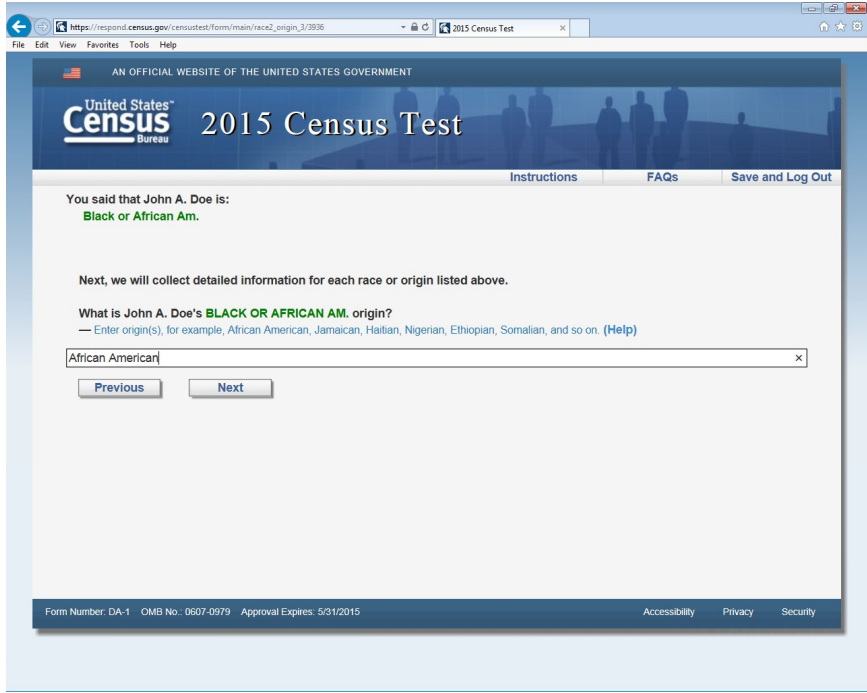 https://respond.census.gov/censustest/form/main/race2_origin_3/3936
2015 Census Test
File Edit View Favorites Tools Help
AN OFFICIAL WEBSITE OF THE UNITED STATES GOVERNMENT
United States™
Census
Bureau
2015 Census Test
Instructions FAQs Save and Log Out
You said that John A. Doe is:
Black or African Am.
Next, we will collect detailed information for each race or origin listed above.
What is John A. Doe's BLACK OR AFRICAN AM. origin?
— Enter origin(s), for example, African American, Jamaican, Haitian, Nigerian, Ethiopian, Somalian, and so on. (Help)
African American
Previous Next
Form Number: DA-1 OMB No.: 0607-0979 Approval Expires: 5/31/2015 Accessibility Privacy Security